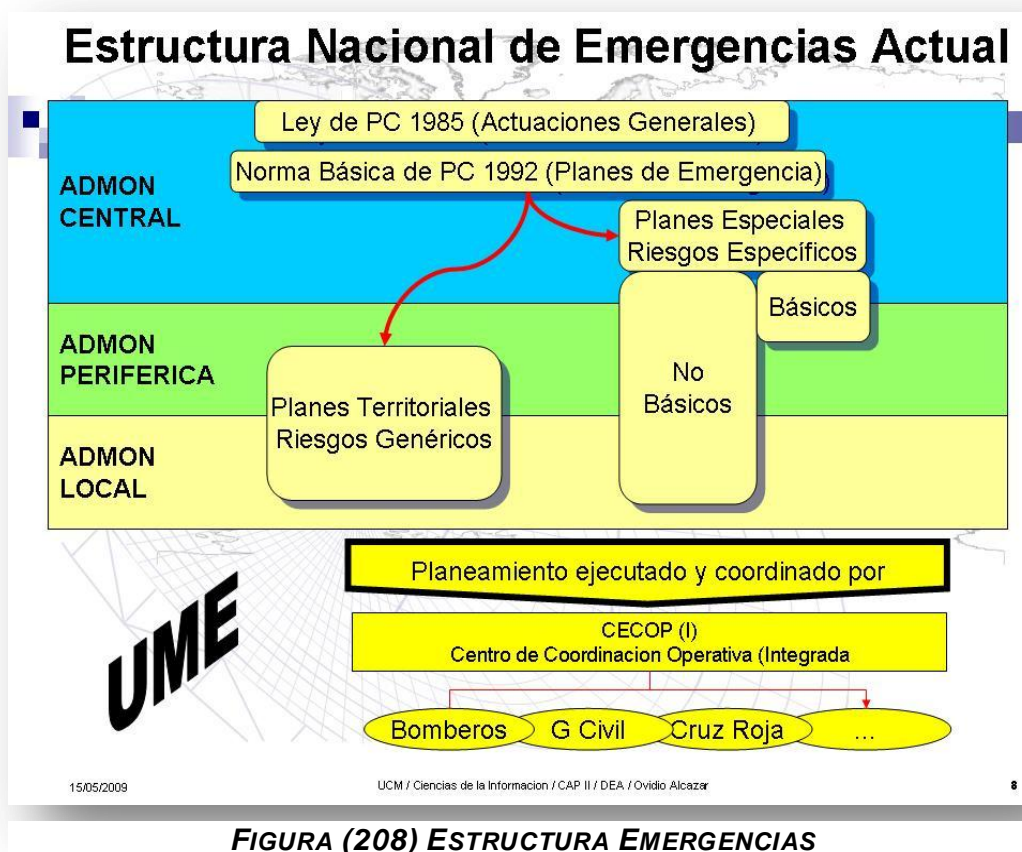 Estructura Nacional de Emergencias Actual
Ley de PC 1985 (Actuaciones Generales)
Norma Básica de PC 1992 (Planes de Emergencia)
ADMON
CENTRAL
Planes Especiales
Riesgos Específicos
Básicos
ADMON
PERIFERICA
No
Básicos
Planes Territoriales
Riesgos Genéricos
ADMON
LOCAL
Planeamiento ejecutado y coordinado por
UME
CECOP (I)
Centro de Coordinacion Operativa (Integrada
Bomberos
G Civil
Cruz Roja
...
15/05/2009
UCM / Ciencias de la Informacion / CAP II / DEA / Ovidio Alcazar
8
FIGURA (208) ESTRUCTURA EMERGENCIAS